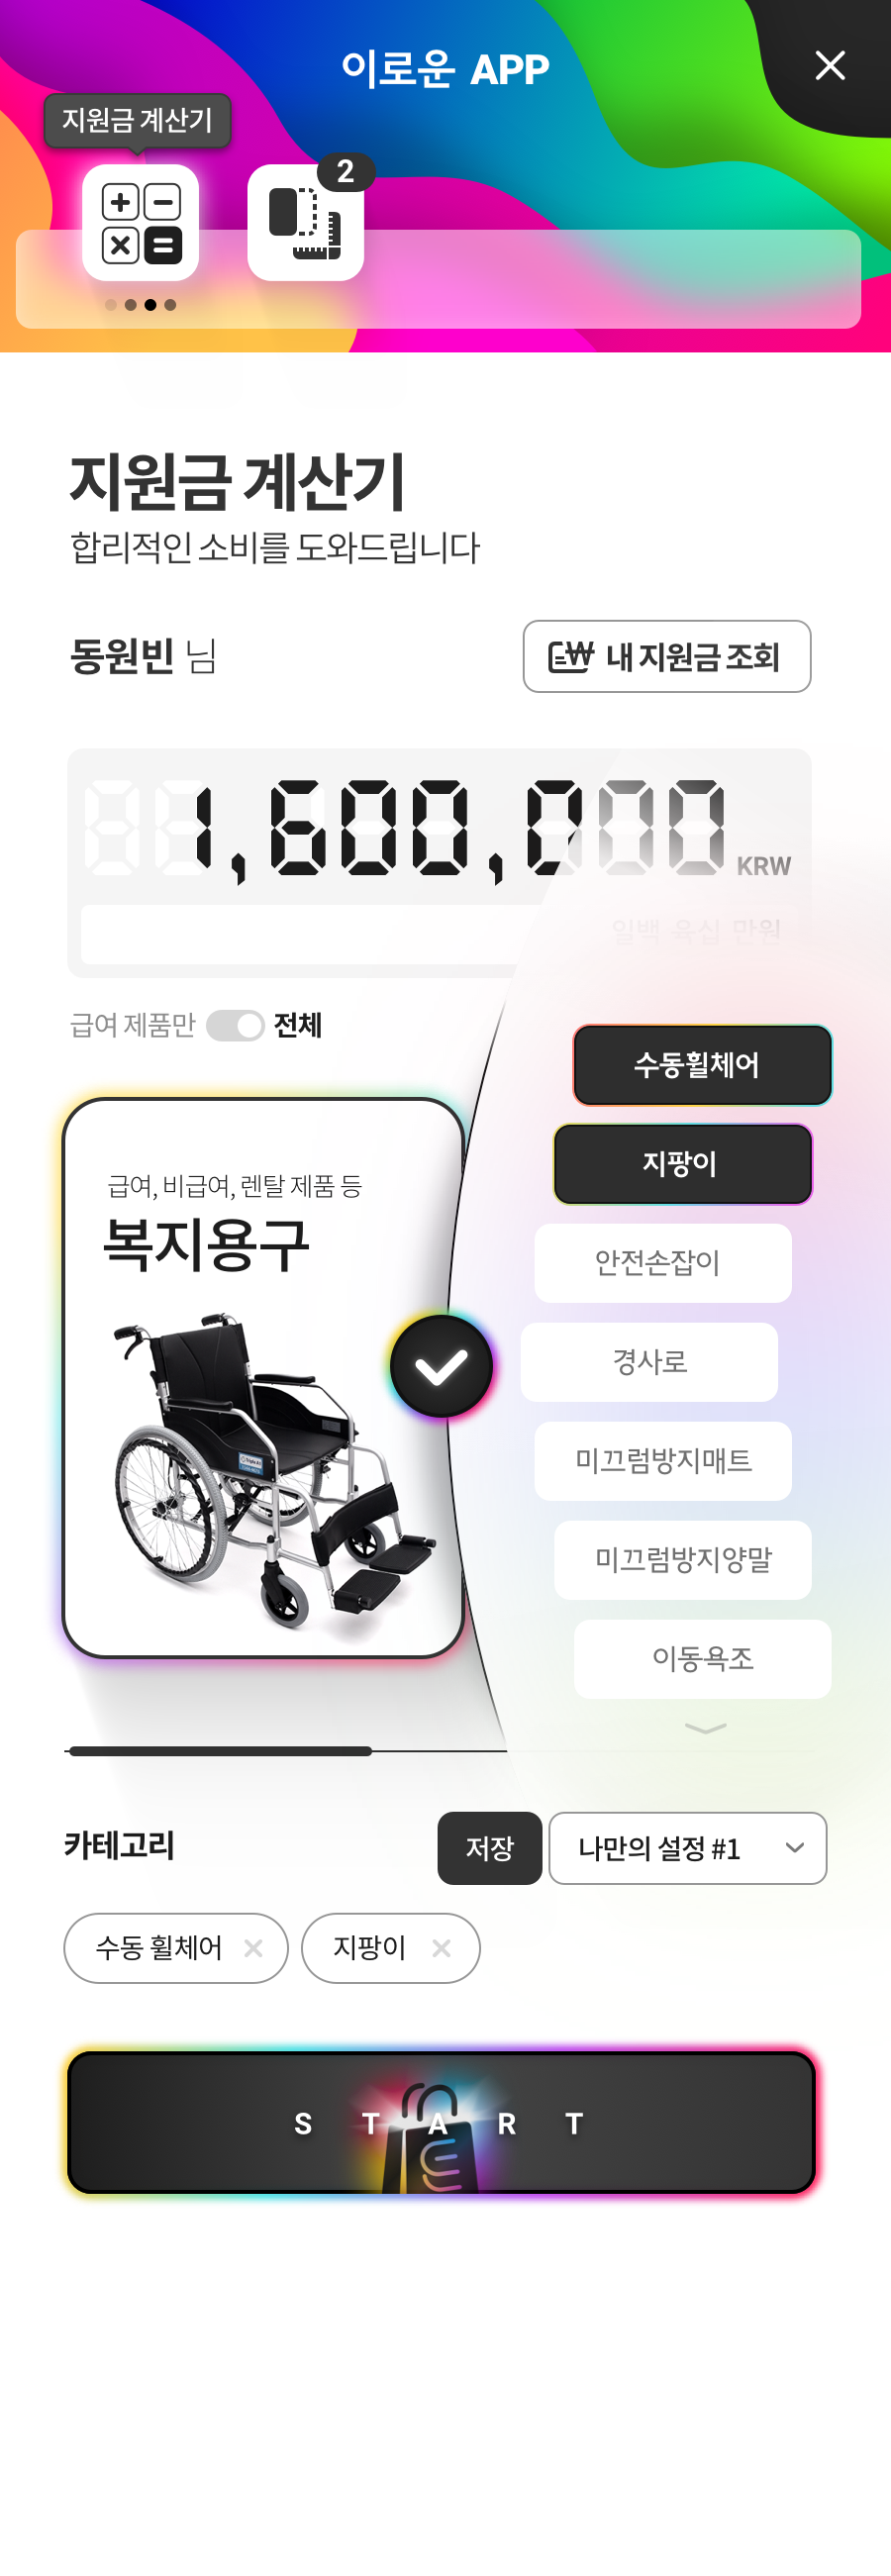 이로운 APP
지원금 계산기
2
지원금 계산기
합리적인 소비를 도와드립니다
동원빈 님
내 지원금 조회
1,600,000 KRW
일백 육십 만원
급여 제품만 전체
급여, 비급여, 렌탈 제품 등
복지용구
수동휠체어
지팡이
안전손잡이
경사로
미끄럼방지매트
미끄럼방지양말
이동욕조
카테고리
저장
나만의 설정 #1
수동 휠체어
지팡이
START